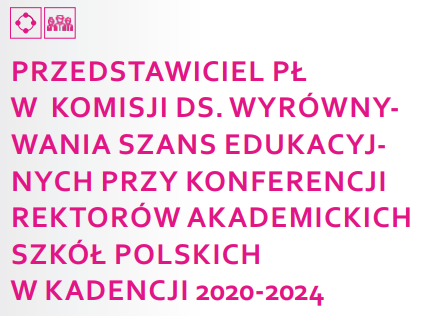 PRZEDSTAWICIEL PŁ
W KOMISJI DS. WYRÓWNY-
WANIA SZANS EDUKACYJ-
NYCH PRZY KONFERENCJI
REKTORÓW AKADEMICKICH
SZKÓŁ POLSKICH
W KADENCJI 2020-2024